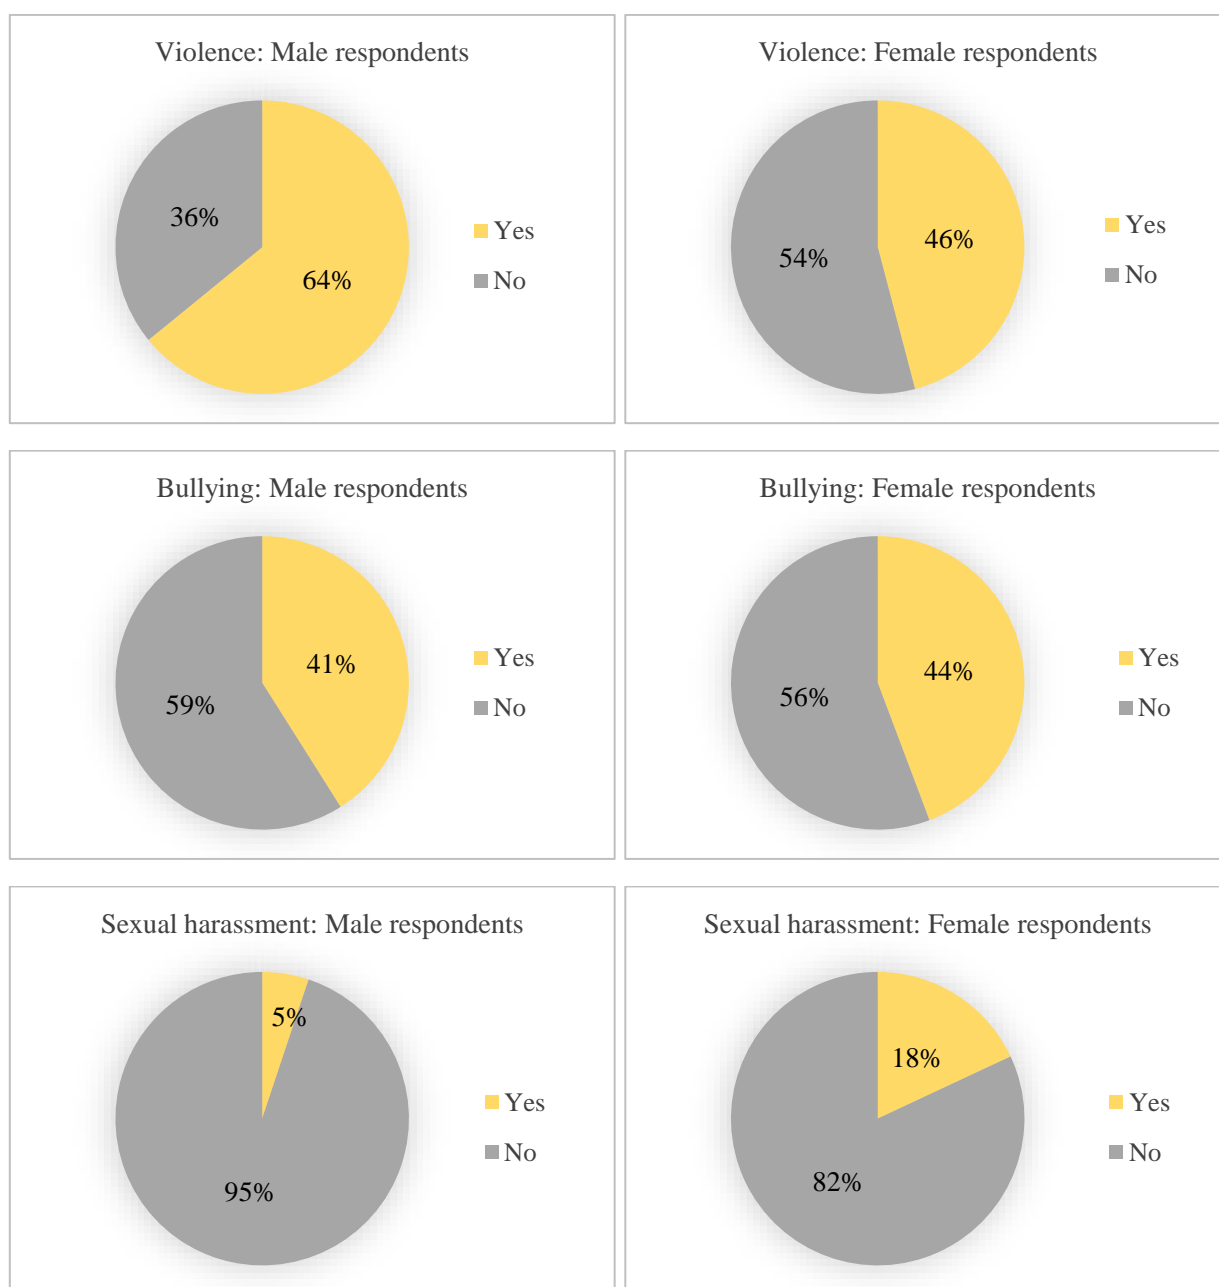 Violence: Male respondents
36%
64%
Yes
No
Violence: Female respondents
54%
46%
Yes
No
Bullying: Male respondents
59%
41%
Yes
No
Bullying: Female respondents
56%
44%
Yes
No
Sexual harassment: Male respondents
5%
95%
Yes
No
Sexual harassment: Female respondents
18%
82%
Yes
No